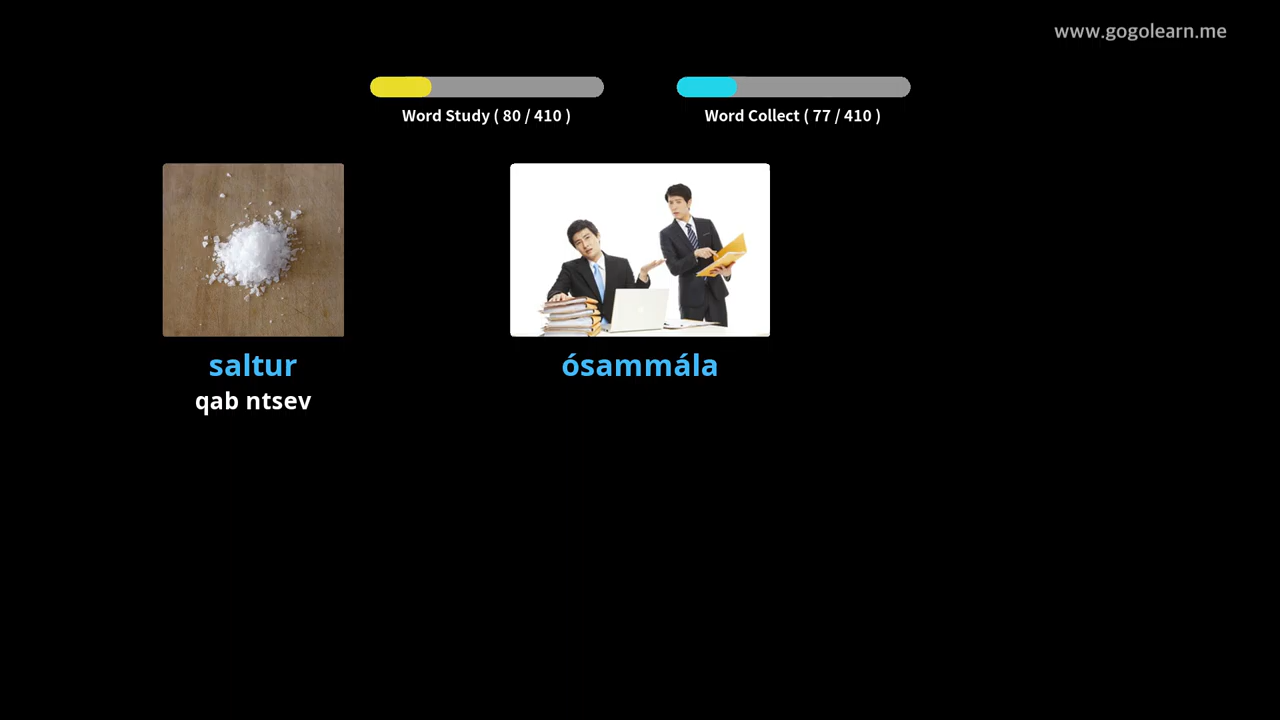 www.gogolearn.me
Word Study ( 80 / 410 )
Word Collect ( 77 / 410 )
saltur
qab ntsev
ósammála